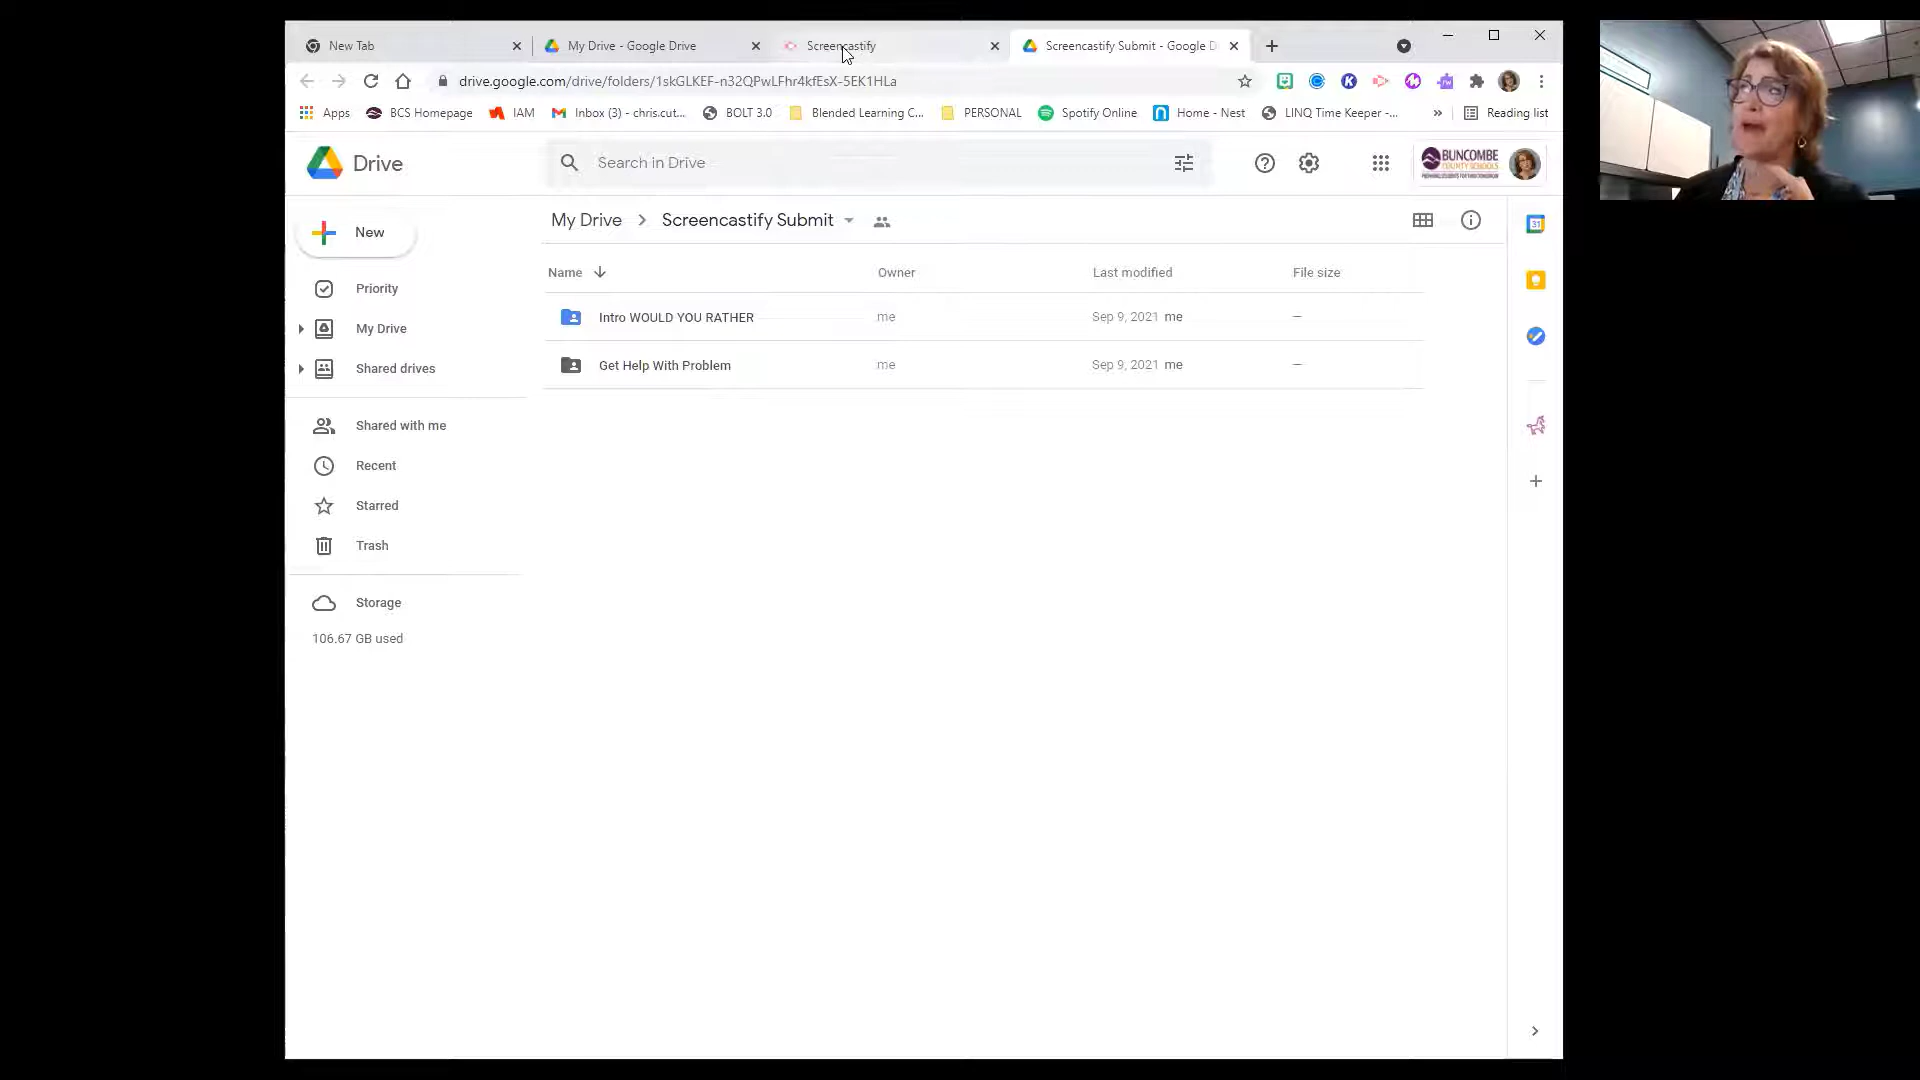 New Tab
My Drive - Google Drive
Screencastify
Screencastify Submit - Google D
drive.google.com/drive/folders/1skGLKEF-n32QPwLFhr4kfEsX-5EK1HLa
Apps
BCS Homepage
IAM
Inbox (3) - chris.cut...
BOLT 3.0
Blended Learning C...
PERSONAL
Spotify Online
Home - Nest
LINQ Time Keeper -...
»
Reading list
Drive
Search in Drive
BUNCOMBE
COUNTY SCHOOLS
New
My Drive > Screencastify Submit
Name
Owner
Last modified
File size
Intro WOULD YOU RATHER
me
Sep 9, 2021 me
—
Get Help With Problem
me
Sep 9, 2021 me
—
Priority
My Drive
Shared drives
Shared with me
Recent
Starred
Trash
Storage
106.67 GB used
31